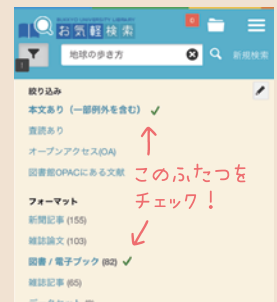 BUNKYO UNIVERSITY LIBRARY
お気軽検索
0
1
地球の歩き方
新規検索
絞り込み
本文あり（一部例外を含む）
査読あり
オープンアクセス(OA)
図書館OPACにある文献
このふたつを
チェック！
フォーマット
新聞記事 (155)
雑誌論文 (103)
図書 / 電子ブック (82)
雑誌記事 (65)